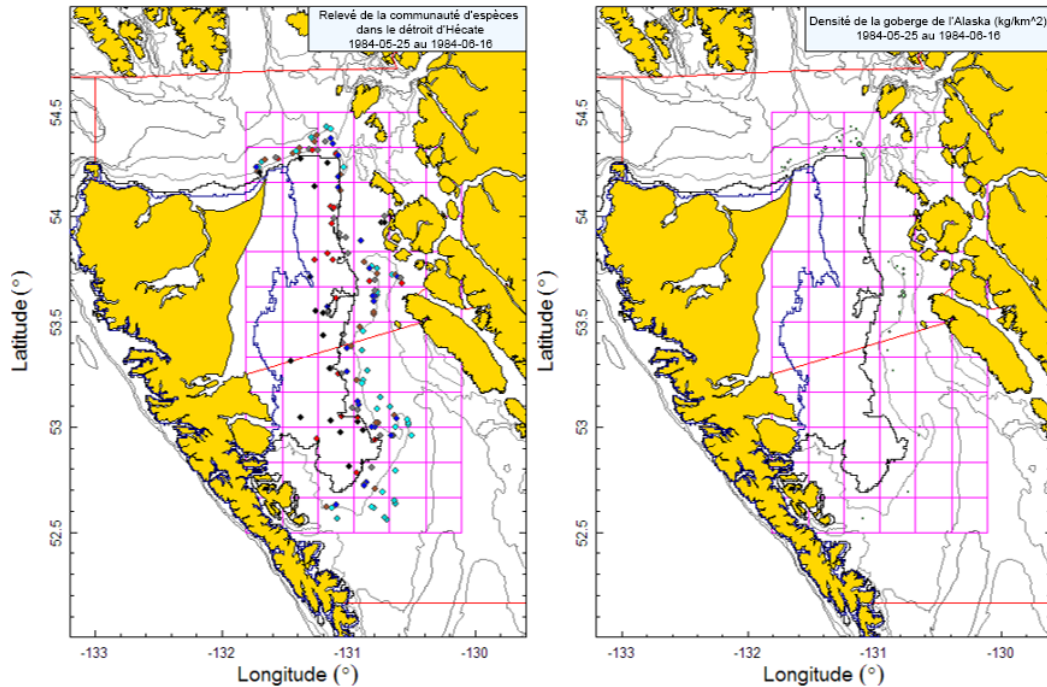 Relevé de la communauté d'espèces
dans le détroit d'Hécate
1984-05-25 au 1984-06-16
Densité de la goberge de l'Alaska (kg/km^2)
1984-05-25 au 1984-06-16
Latitude (°)
54.5
54
53.5
53
52.5
-133
-132
-131
-130
Longitude (°)
Latitude (°)
54.5
54
53.5
53
52.5
-133
-132
-131
-130
Longitude (°)